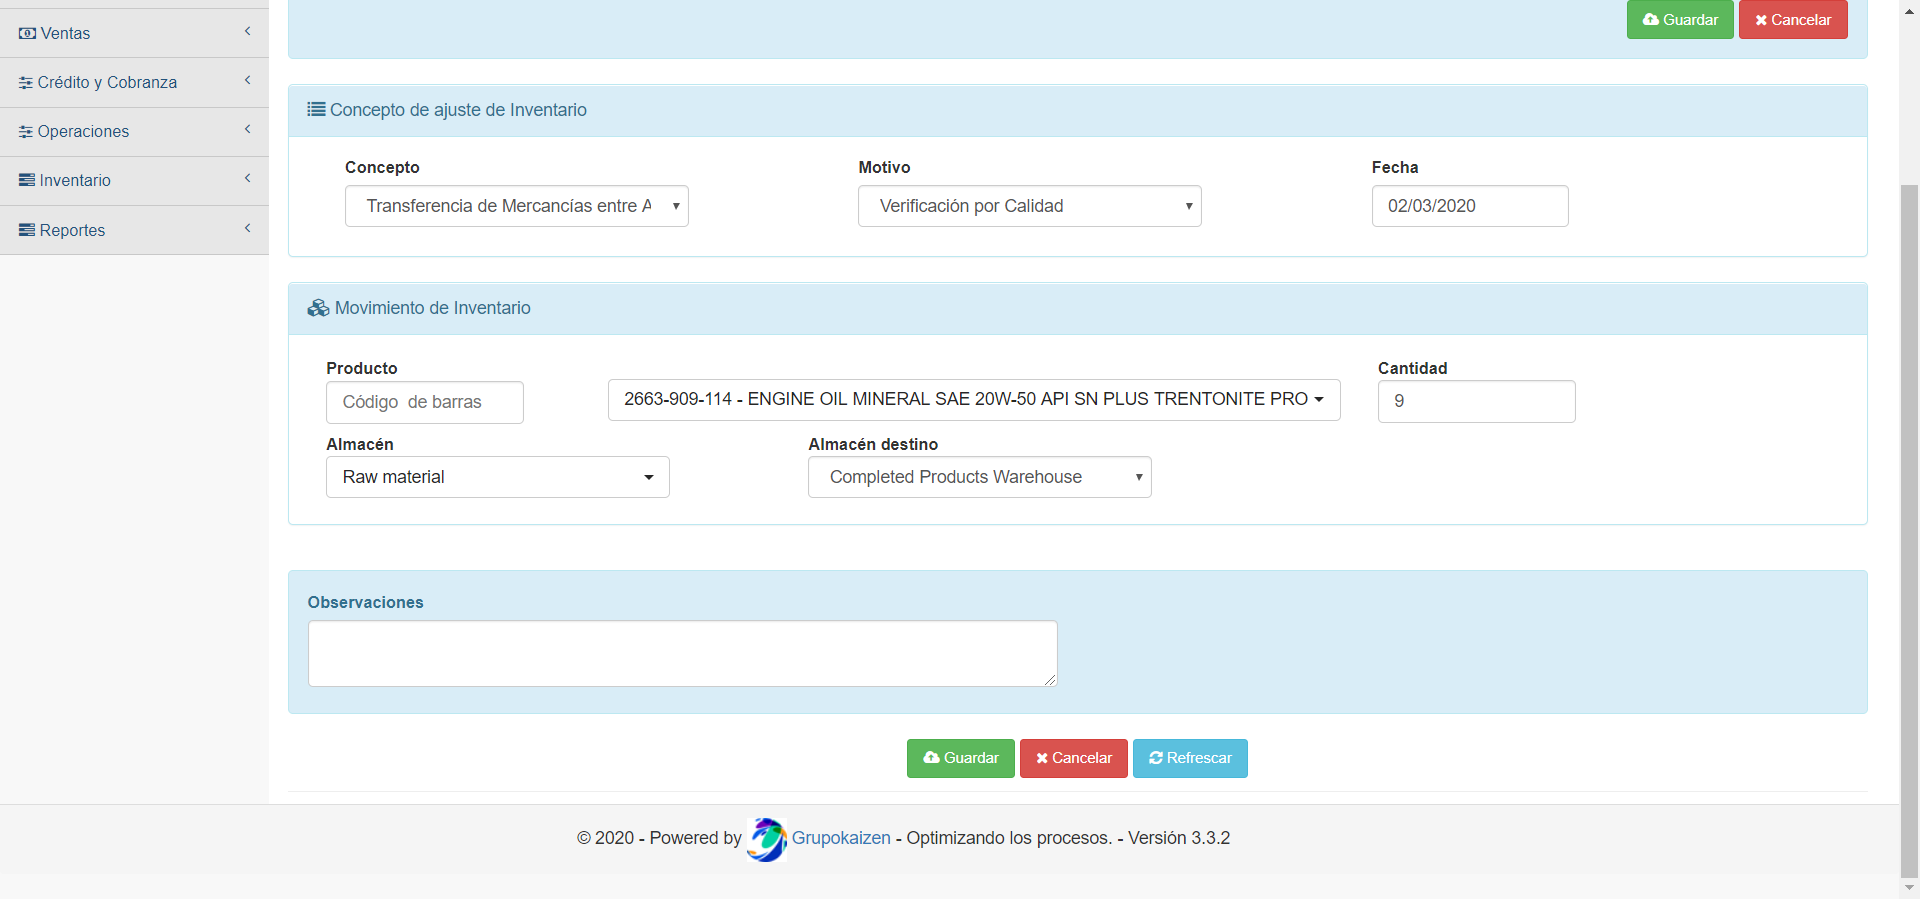 Ventas
Crédito y Cobranza
Operaciones
Inventario
Reportes
Guardar Cancelar
Concepto de ajuste de Inventario
Concepto Motivo Fecha
Transferencia de Mercancías entre A Verificación por Calidad 02/03/2020
Movimiento de Inventario
Producto Cantidad
Código de barras 2663-909-114 - ENGINE OIL MINERAL SAE 20W-50 API SN PLUS TRENTONITE PRO 9
Almacén Almacén destino
Raw material Completed Products Warehouse
Observaciones
Guardar Cancelar Refrescar
© 2020 - Powered by Grupokaizen - Optimizando los procesos. - Versión 3.3.2